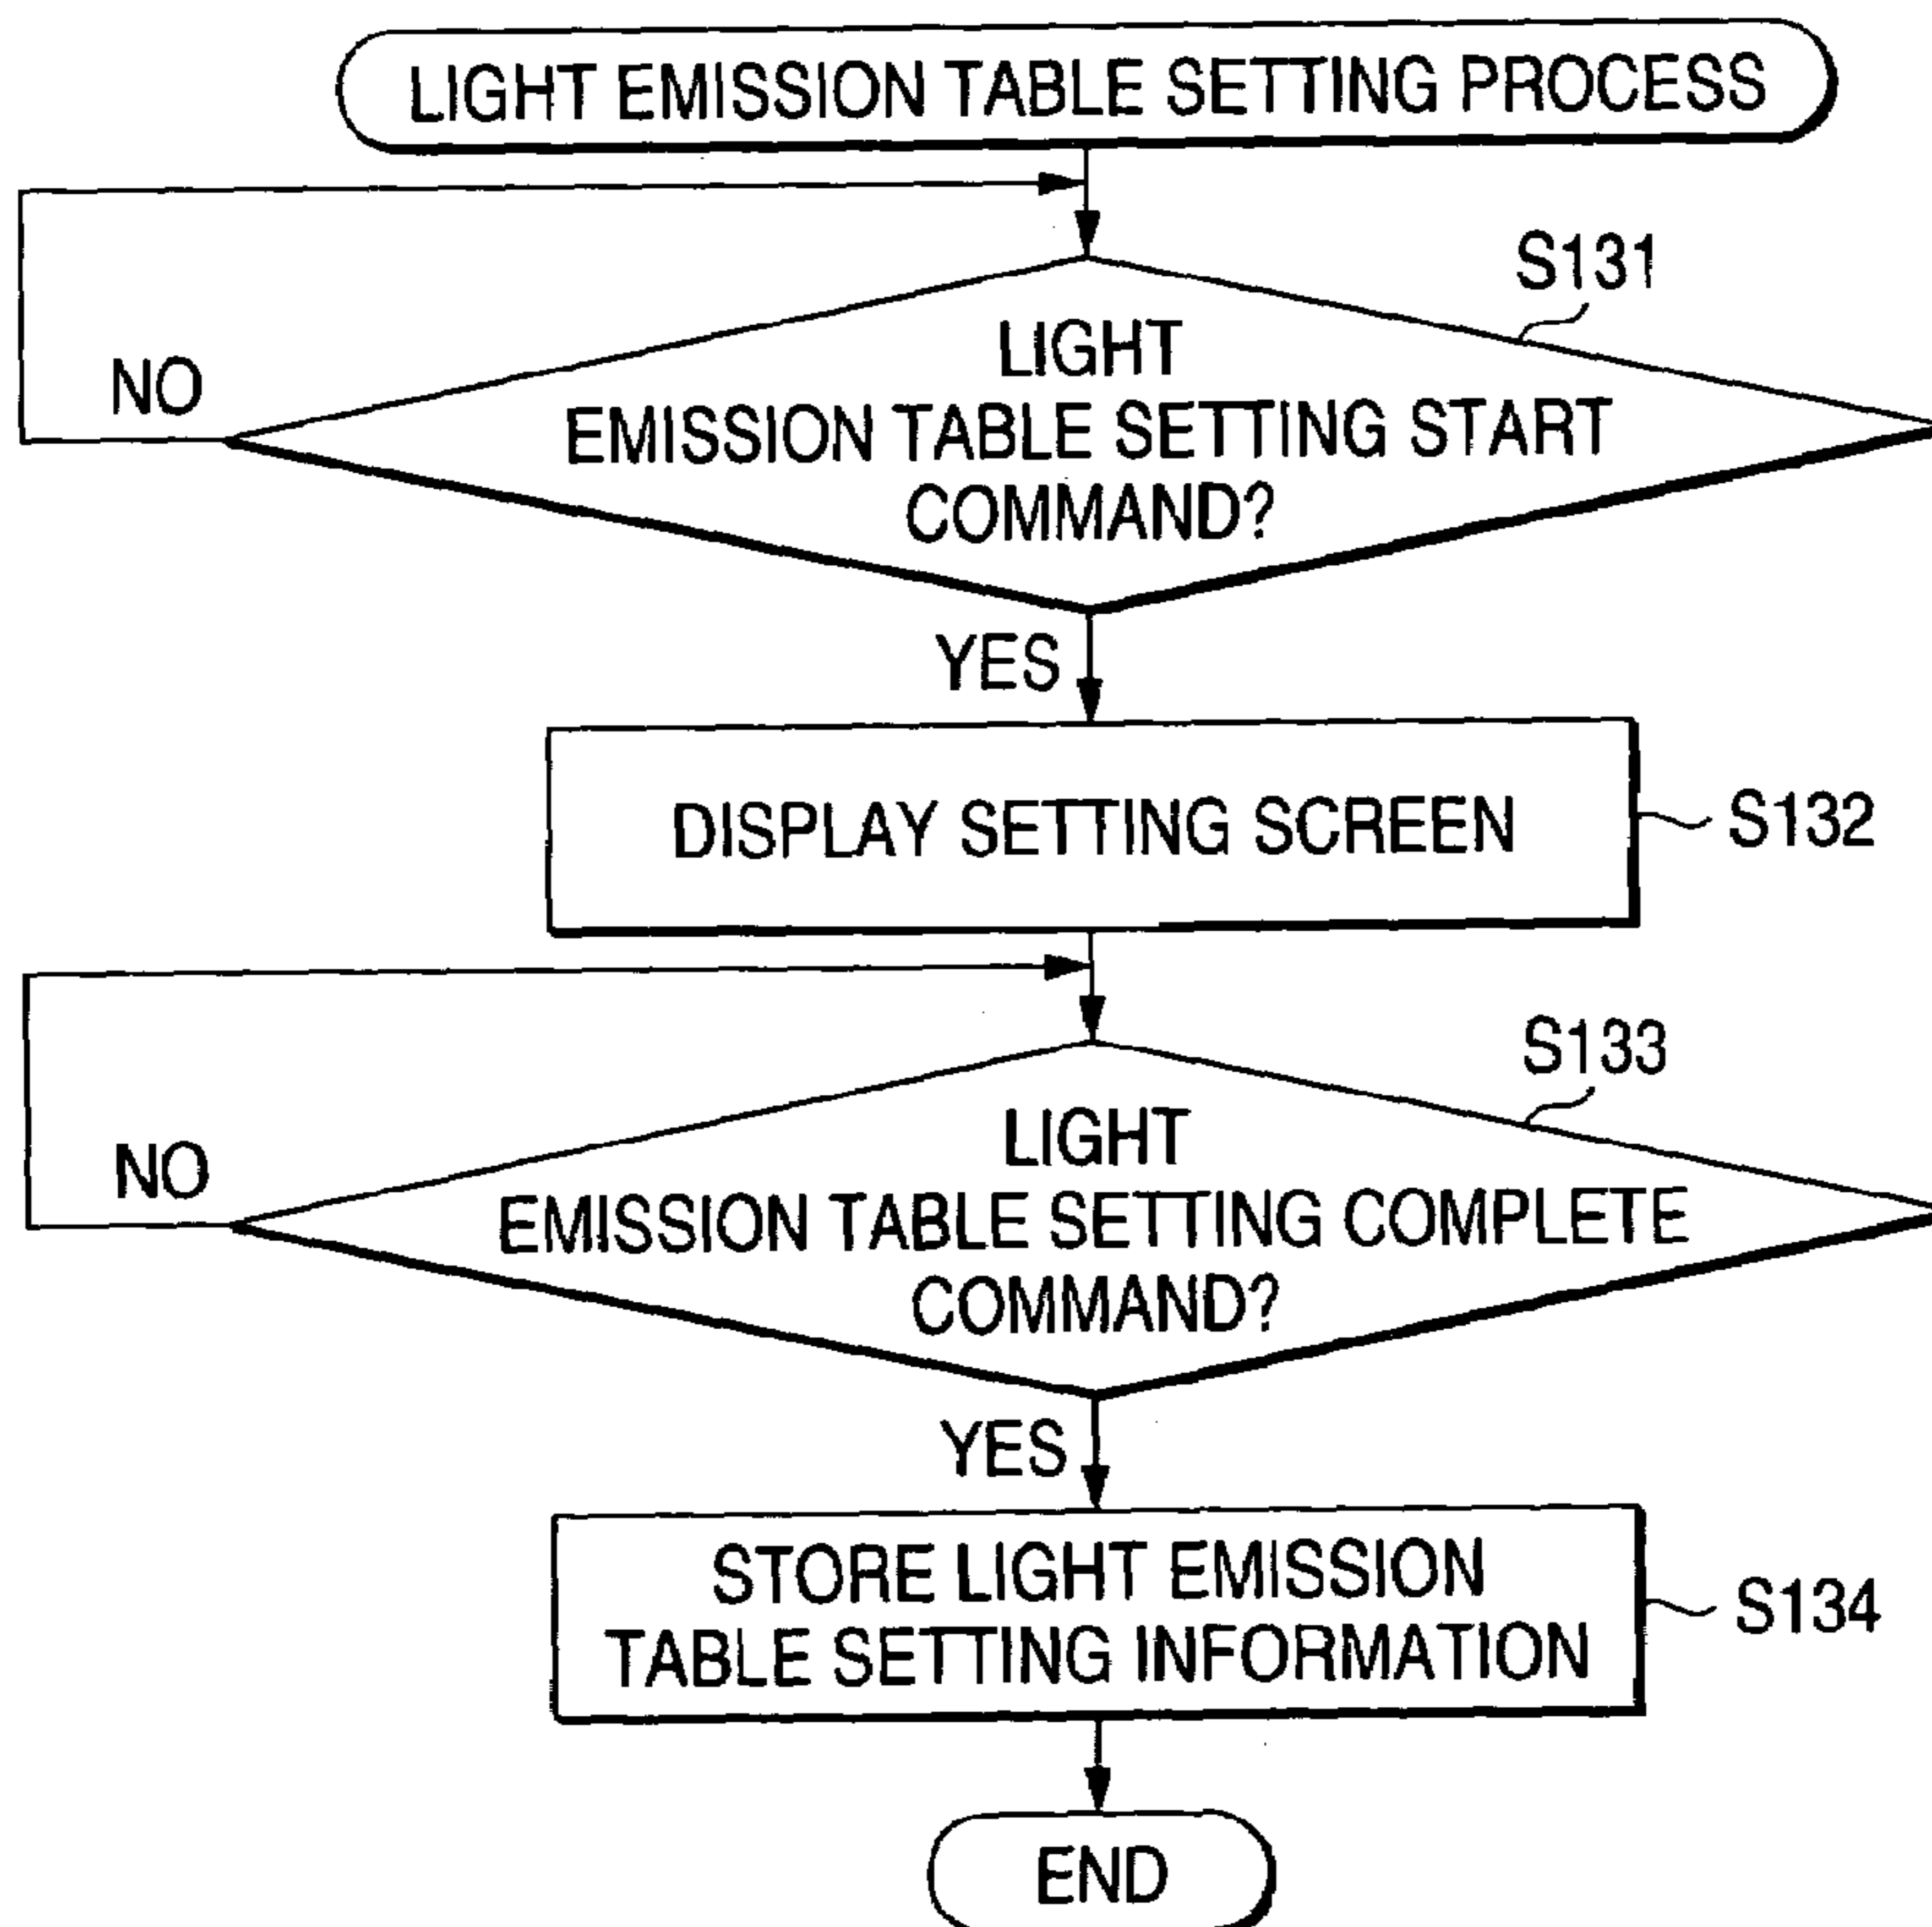 LIGHT EMISSION TABLE SETTING PROCESS
S131
LIGHT
EMISSION TABLE SETTING START
COMMAND?
NO
YES
DISPLAY SETTING SCREEN
S132
S133
LIGHT
EMISSION TABLE SETTING COMPLETE
COMMAND?
NO
YES
STORE LIGHT EMISSION
TABLE SETTING INFORMATION
S134
END